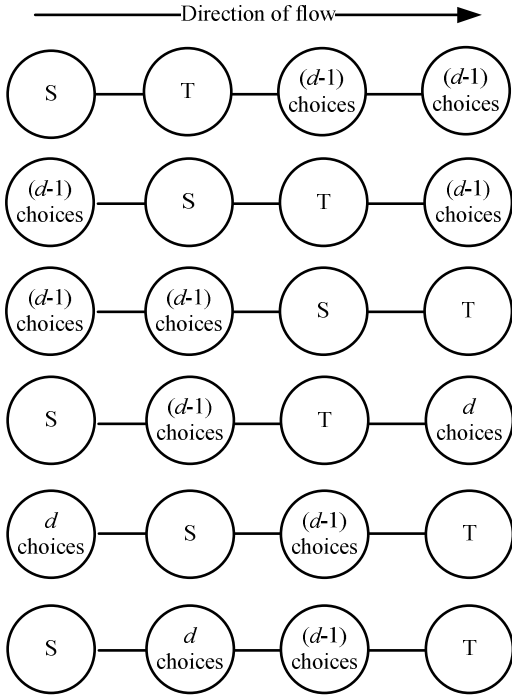 Direction of flow
S T (d-1) choices (d-1) choices
(d-1) choices S T (d-1) choices
(d-1) choices (d-1) choices S T
S (d-1) choices T d choices
d choices S (d-1) choices T
S d choices (d-1) choices T